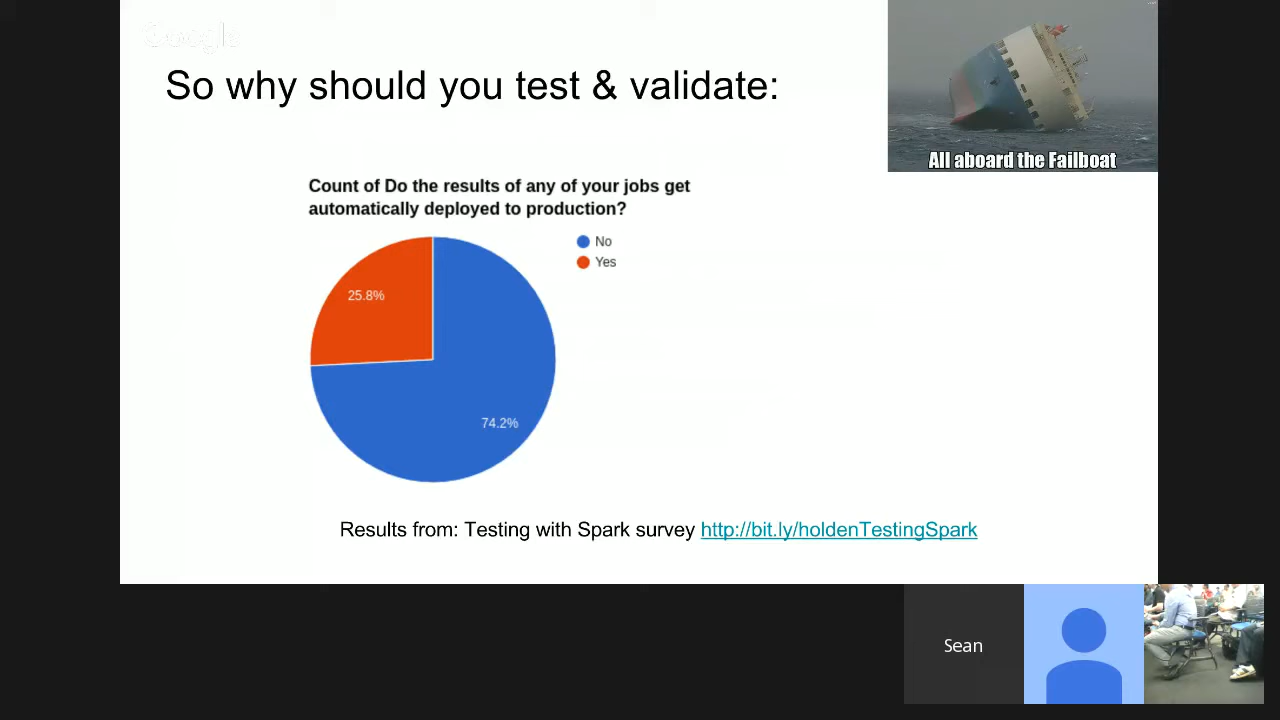 Google
So why should you test & validate:
All aboard the Failboat
Count of Do the results of any of your jobs get
automatically deployed to production?
No
Yes
25.8%
74.2%
Results from: Testing with Spark survey http://bit.ly/holdenTestingSpark
Sean